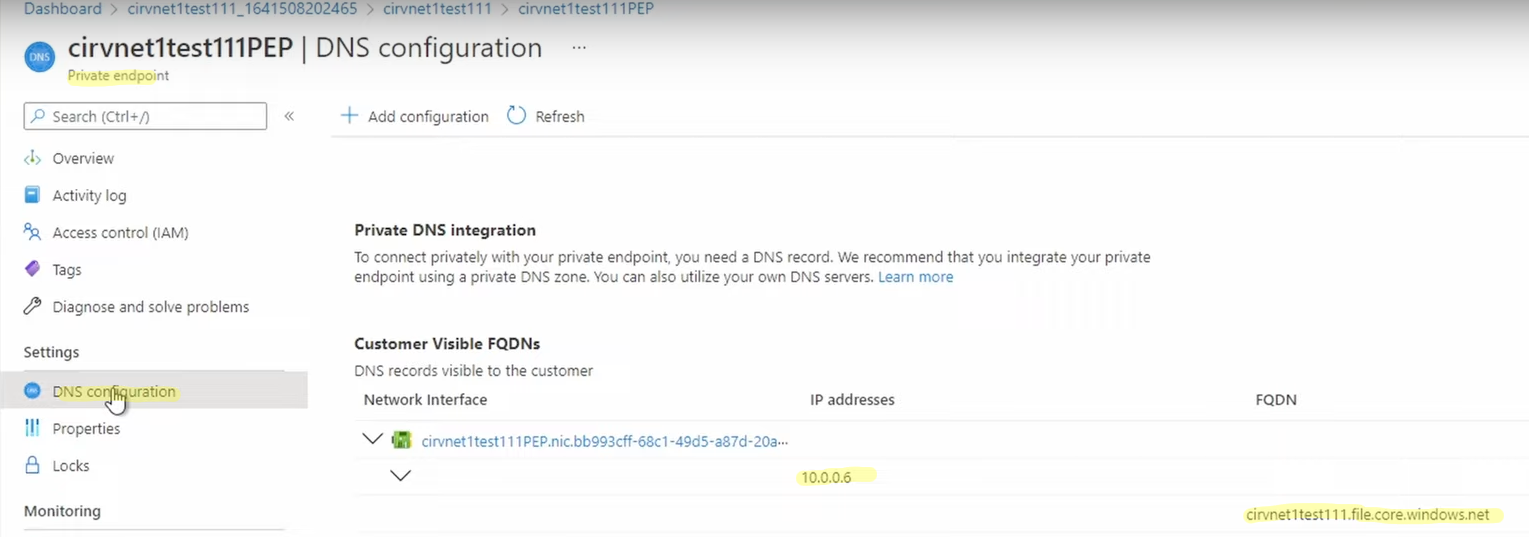 Dashboard > cirvnet1test111_1641508202465 > cirvnet1test111 > cirvnet1test111PEP
DNS cirvnet1test111PEP | DNS configuration ...
Private endpoint
Search (Ctrl+/) «
+ Add configuration Refresh
Overview
Activity log
Access control (IAM)
Tags
Diagnose and solve problems
Settings
DNS configuration
Properties
Locks
Monitoring
Private DNS integration
To connect privately with your private endpoint, you need a DNS record. We recommend that you integrate your private
endpoint using a private DNS zone. You can also utilize your own DNS servers. Learn more
Customer Visible FQDNs
DNS records visible to the customer
Network Interface IP addresses FQDN
cirvnet1test111PEP.nic.bb993cff-68c1-49d5-a87d-20a...
10.0.0.6
cirvnet1test111.file.core.windows.net